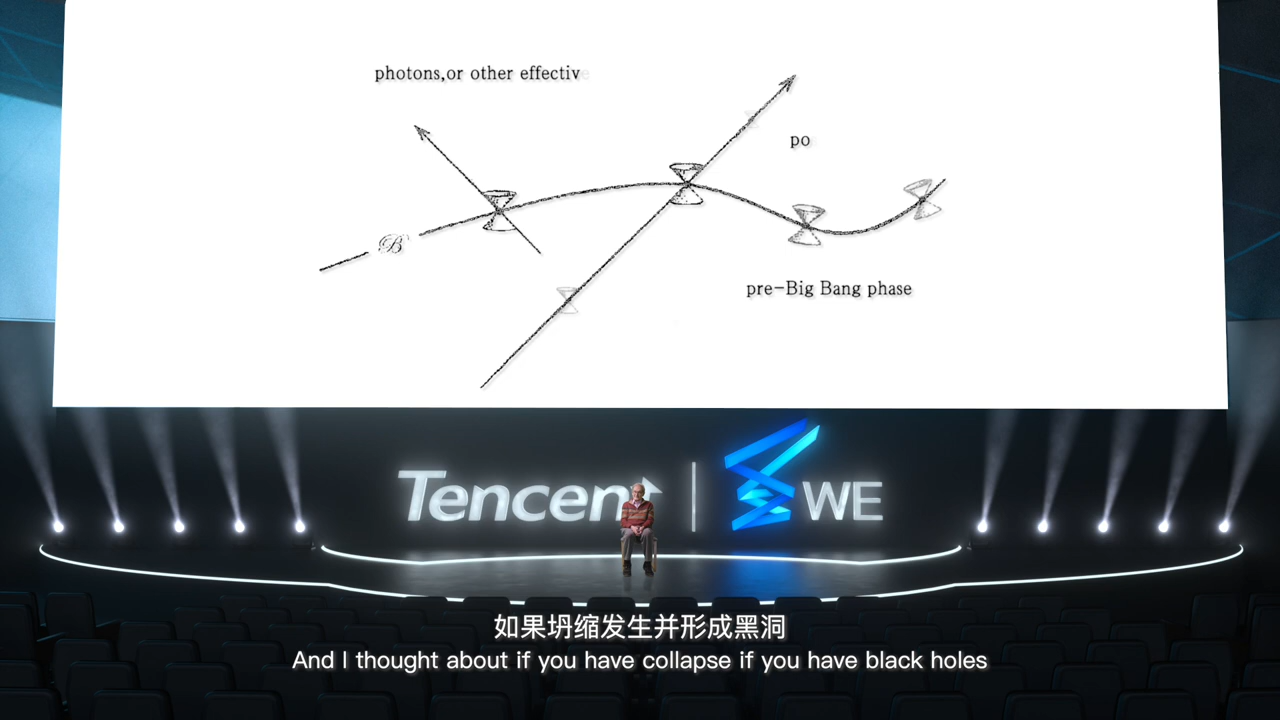 photons,or other effective
po
ℬ
pre-Big Bang phase
Tencent
WE
如果坍缩发生并形成黑洞
And I thought about if you have collapse if you have black holes